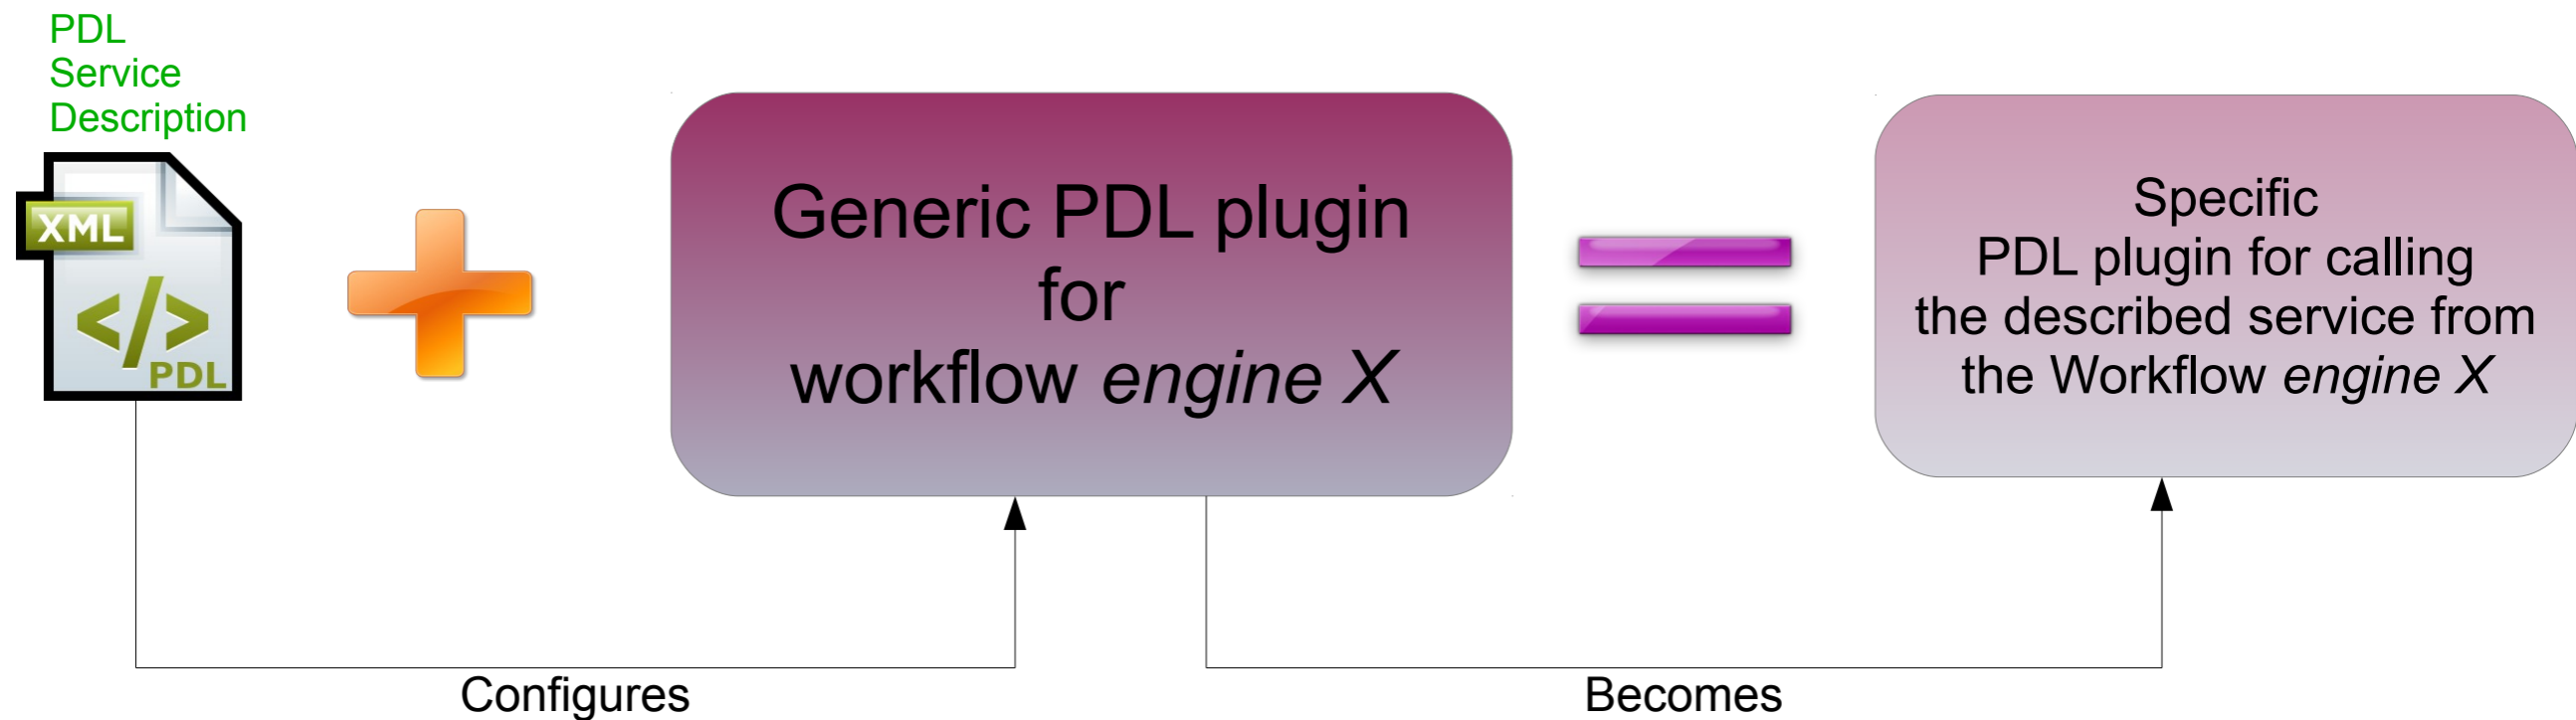 PDL
Service
Description
XML
</>
PDL
Generic PDL plugin
for
workflow engine X
Specific
PDL plugin for calling
the described service from
the Workflow engine X
Configures
Becomes